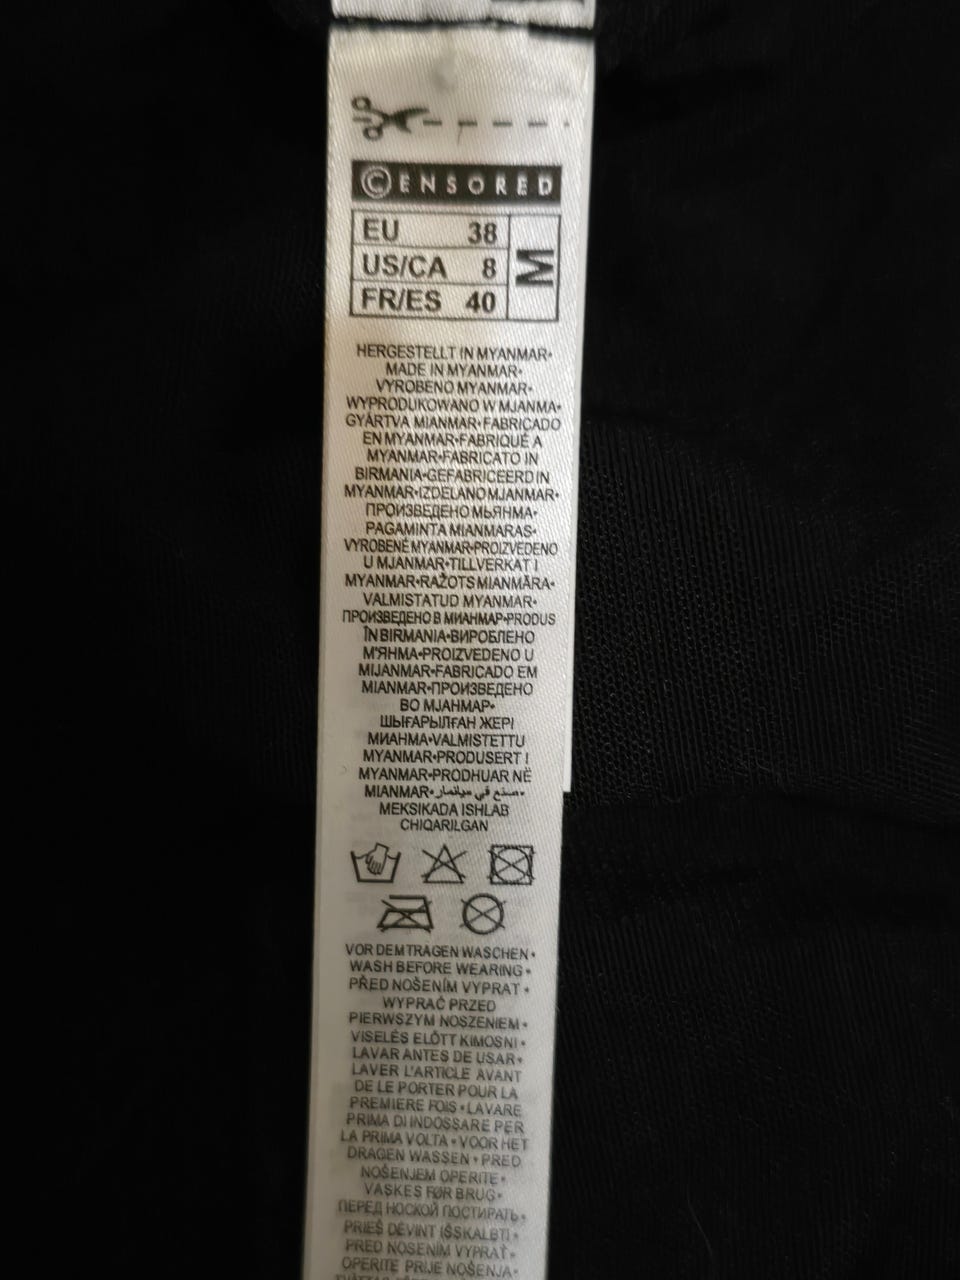 ©ENSORED
EU 38
US/CA 8 M
FR/ES 40
HERGESTELLT IN MYANMAR•
MADE IN MYANMAR•
VYROBENO MYANMAR•
WYPRODUKOWANO W MJANMA•
GYÁRTVA MIANMAR•FABRICADO
EN MYANMAR•FABRIQUÉ A
MYANMAR•FABRICATO IN
BIRMANIA•GEFABRICEERD IN
MYANMAR•IZDELANO MJANMAR•
ПРОИЗВЕДЕНО МЬЯНМА•
PAGAMINTA MIANMARAS•
VYROBENÉ MYANMAR•PROIZVEDENO
U MJANMAR•TILLVERKAT I
MYANMAR•RAŽOTS MIANMĀRA•
VALMISTATUD MYANMAR•
ПРОИЗВЕДЕНО В МИАНМАР•PRODUS
ÎN BIRMANIA•ВИРОБЛЕНО
М'ЯНМА•PROIZVEDENO U
MIJANMAR•FABRICADO EM
MIANMAR•ПРОИЗВЕДЕНО
ВО МЈАНМАР•
ШЫҒАРЫЛҒАН ЖЕРІ
МИАНМА•VALMISTETTU
MYANMAR•PRODUSERT I
MYANMAR•PRODHUAR NË
MIANMAR•صنع في ميانمار•
MEKSIKADA ISHLAB
CHIQARILGAN
VOR DEM TRAGEN WASCHEN•
WASH BEFORE WEARING•
PŘED NOŠENÍM VYPRAT•
WYPRAĆ PRZED
PIERWSZYM NOSZENIEM•
VISELÉS ELŐTT KIMOSNI•
LAVAR ANTES DE USAR•
LAVER L'ARTICLE AVANT
DE LE PORTER POUR LA
PREMIERE FOIS•LAVARE
PRIMA DI INDOSSARE PER
LA PRIMA VOLTA•VOOR HET
DRAGEN WASSEN•PRED
NOŠENJEM OPERITE•
VASKES FØR BRUG•
ПЕРЕД НОСКОЙ ПОСТИРАТЬ•
PRIEŠ DĖVINT IŠSKALBTI•
PRED NOSENÍM VYPRAŤ•
OPERITE PRIJE NOŠENJA•